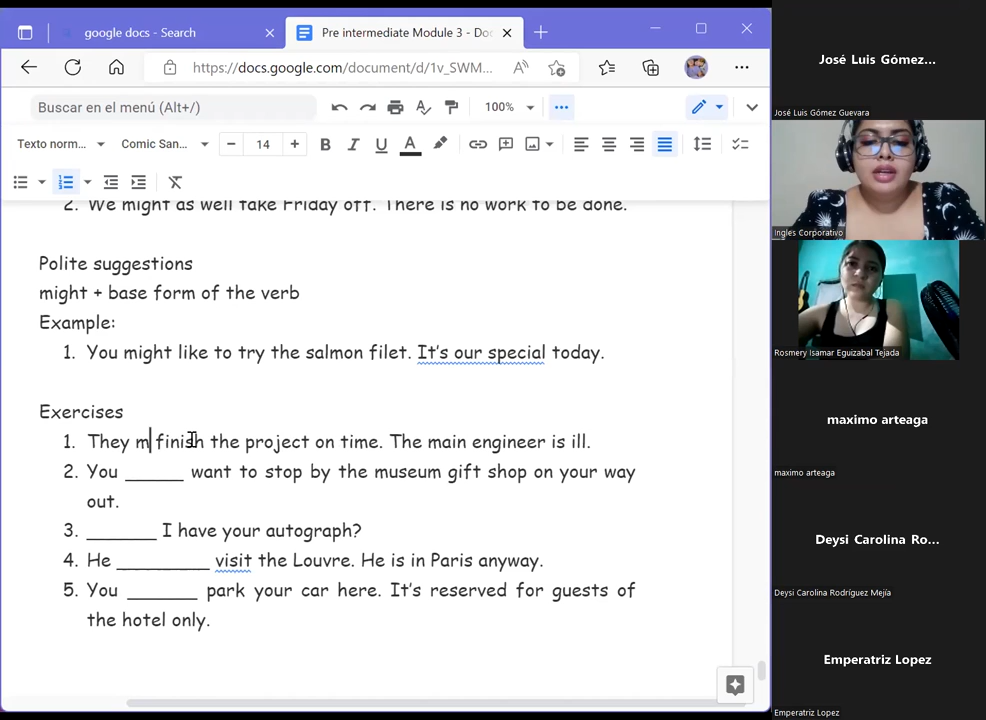 google docs - Search
Pre intermediate Module 3 - Doc
https://docs.google.com/document/d/1v_SWM...
Buscar en el menú (Alt+/)
100%
Texto norm...
Comic San...
14
2. We might as well take Friday off. There is no work to be done.
Polite suggestions
might + base form of the verb
Example:
1. You might like to try the salmon filet. It's our special today.
Exercises
1. They m finish the project on time. The main engineer is ill.
2. You ______ want to stop by the museum gift shop on your way
out.
3. _______ I have your autograph?
4. He _________ visit the Louvre. He is in Paris anyway.
5. You _______ park your car here. It's reserved for guests of
the hotel only.
José Luis Gómez...
José Luis Gómez Guevara
Ingles Corporativo
Rosmery Isamar Eguizabal Tejada
maximo arteaga
maximo arteaga
Deysi Carolina Ro...
Deysi Carolina Rodríguez Mejía
Emperatriz Lopez
Emperatriz Lopez